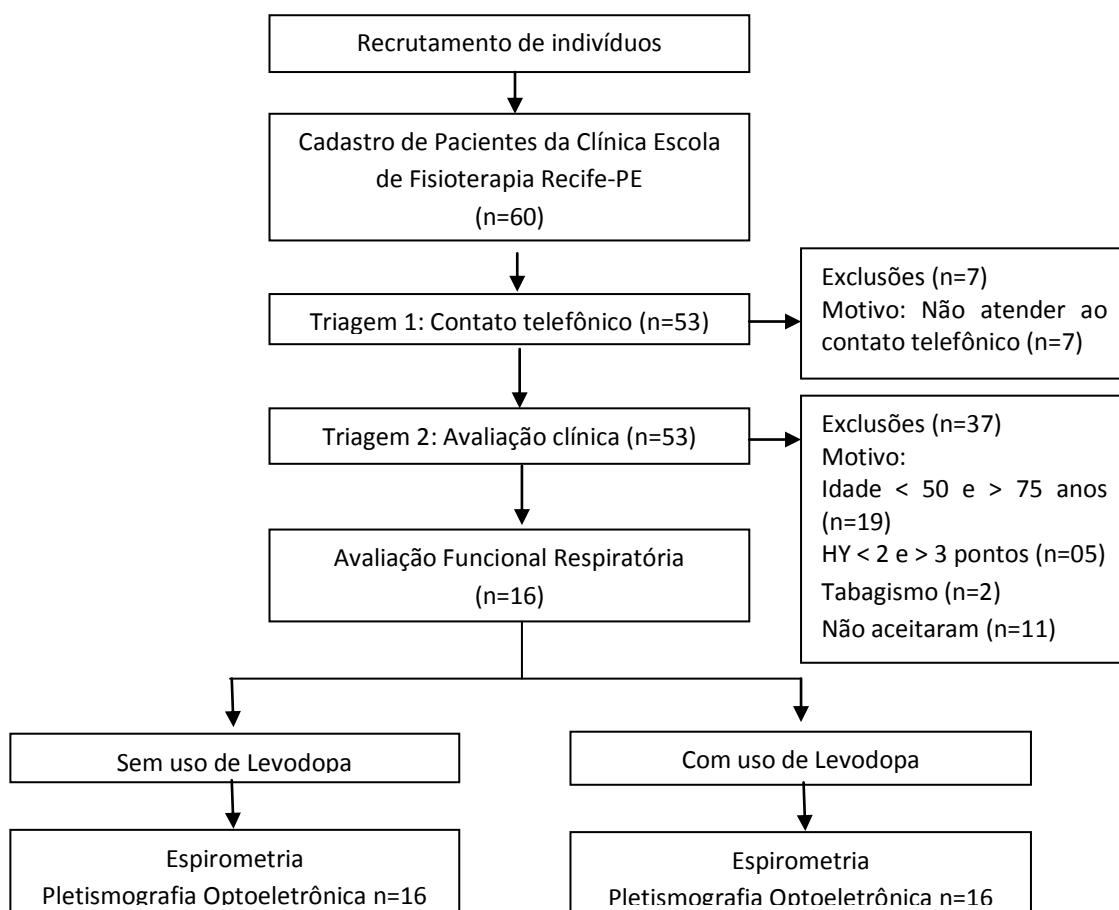 Recrutamento de indivíduos
Cadastro de Pacientes da Clínica Escola
de Fisioterapia Recife-PE
(n=60)
Exclusões (n=7)
Motivo: Não atender ao
contato telefônico (n=7)
Triagem 1: Contato telefônico (n=53)
Triagem 2: Avaliação clínica (n=53)
Exclusões (n=37)
Motivo:
Idade < 50 e > 75 anos
(n=19)
HY < 2 e > 3 pontos (n=05)
Tabagismo (n=2)
Não aceitaram (n=11)
Avaliação Funcional Respiratória
(n=16)
Sem uso de Levodopa
Com uso de Levodopa
Espirometria
Pletismografia Optoeletrônica n=16
Espirometria
Pletismografia Optoeletrônica n=16